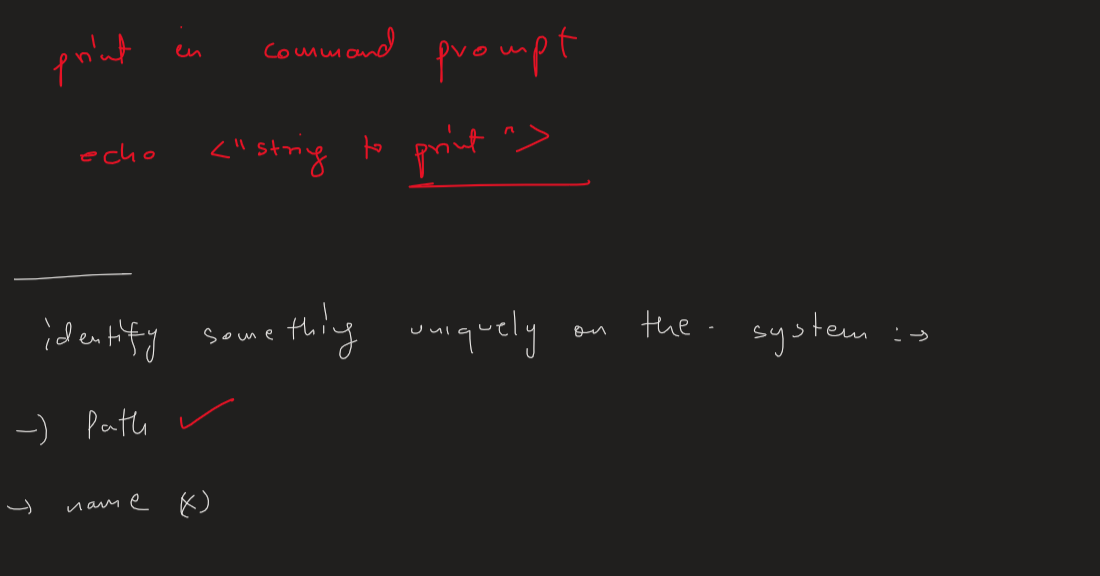 print in command prompt
echo <"string to print">
identify something uniquely on the system :→
→ Path ✓
→ name (x)